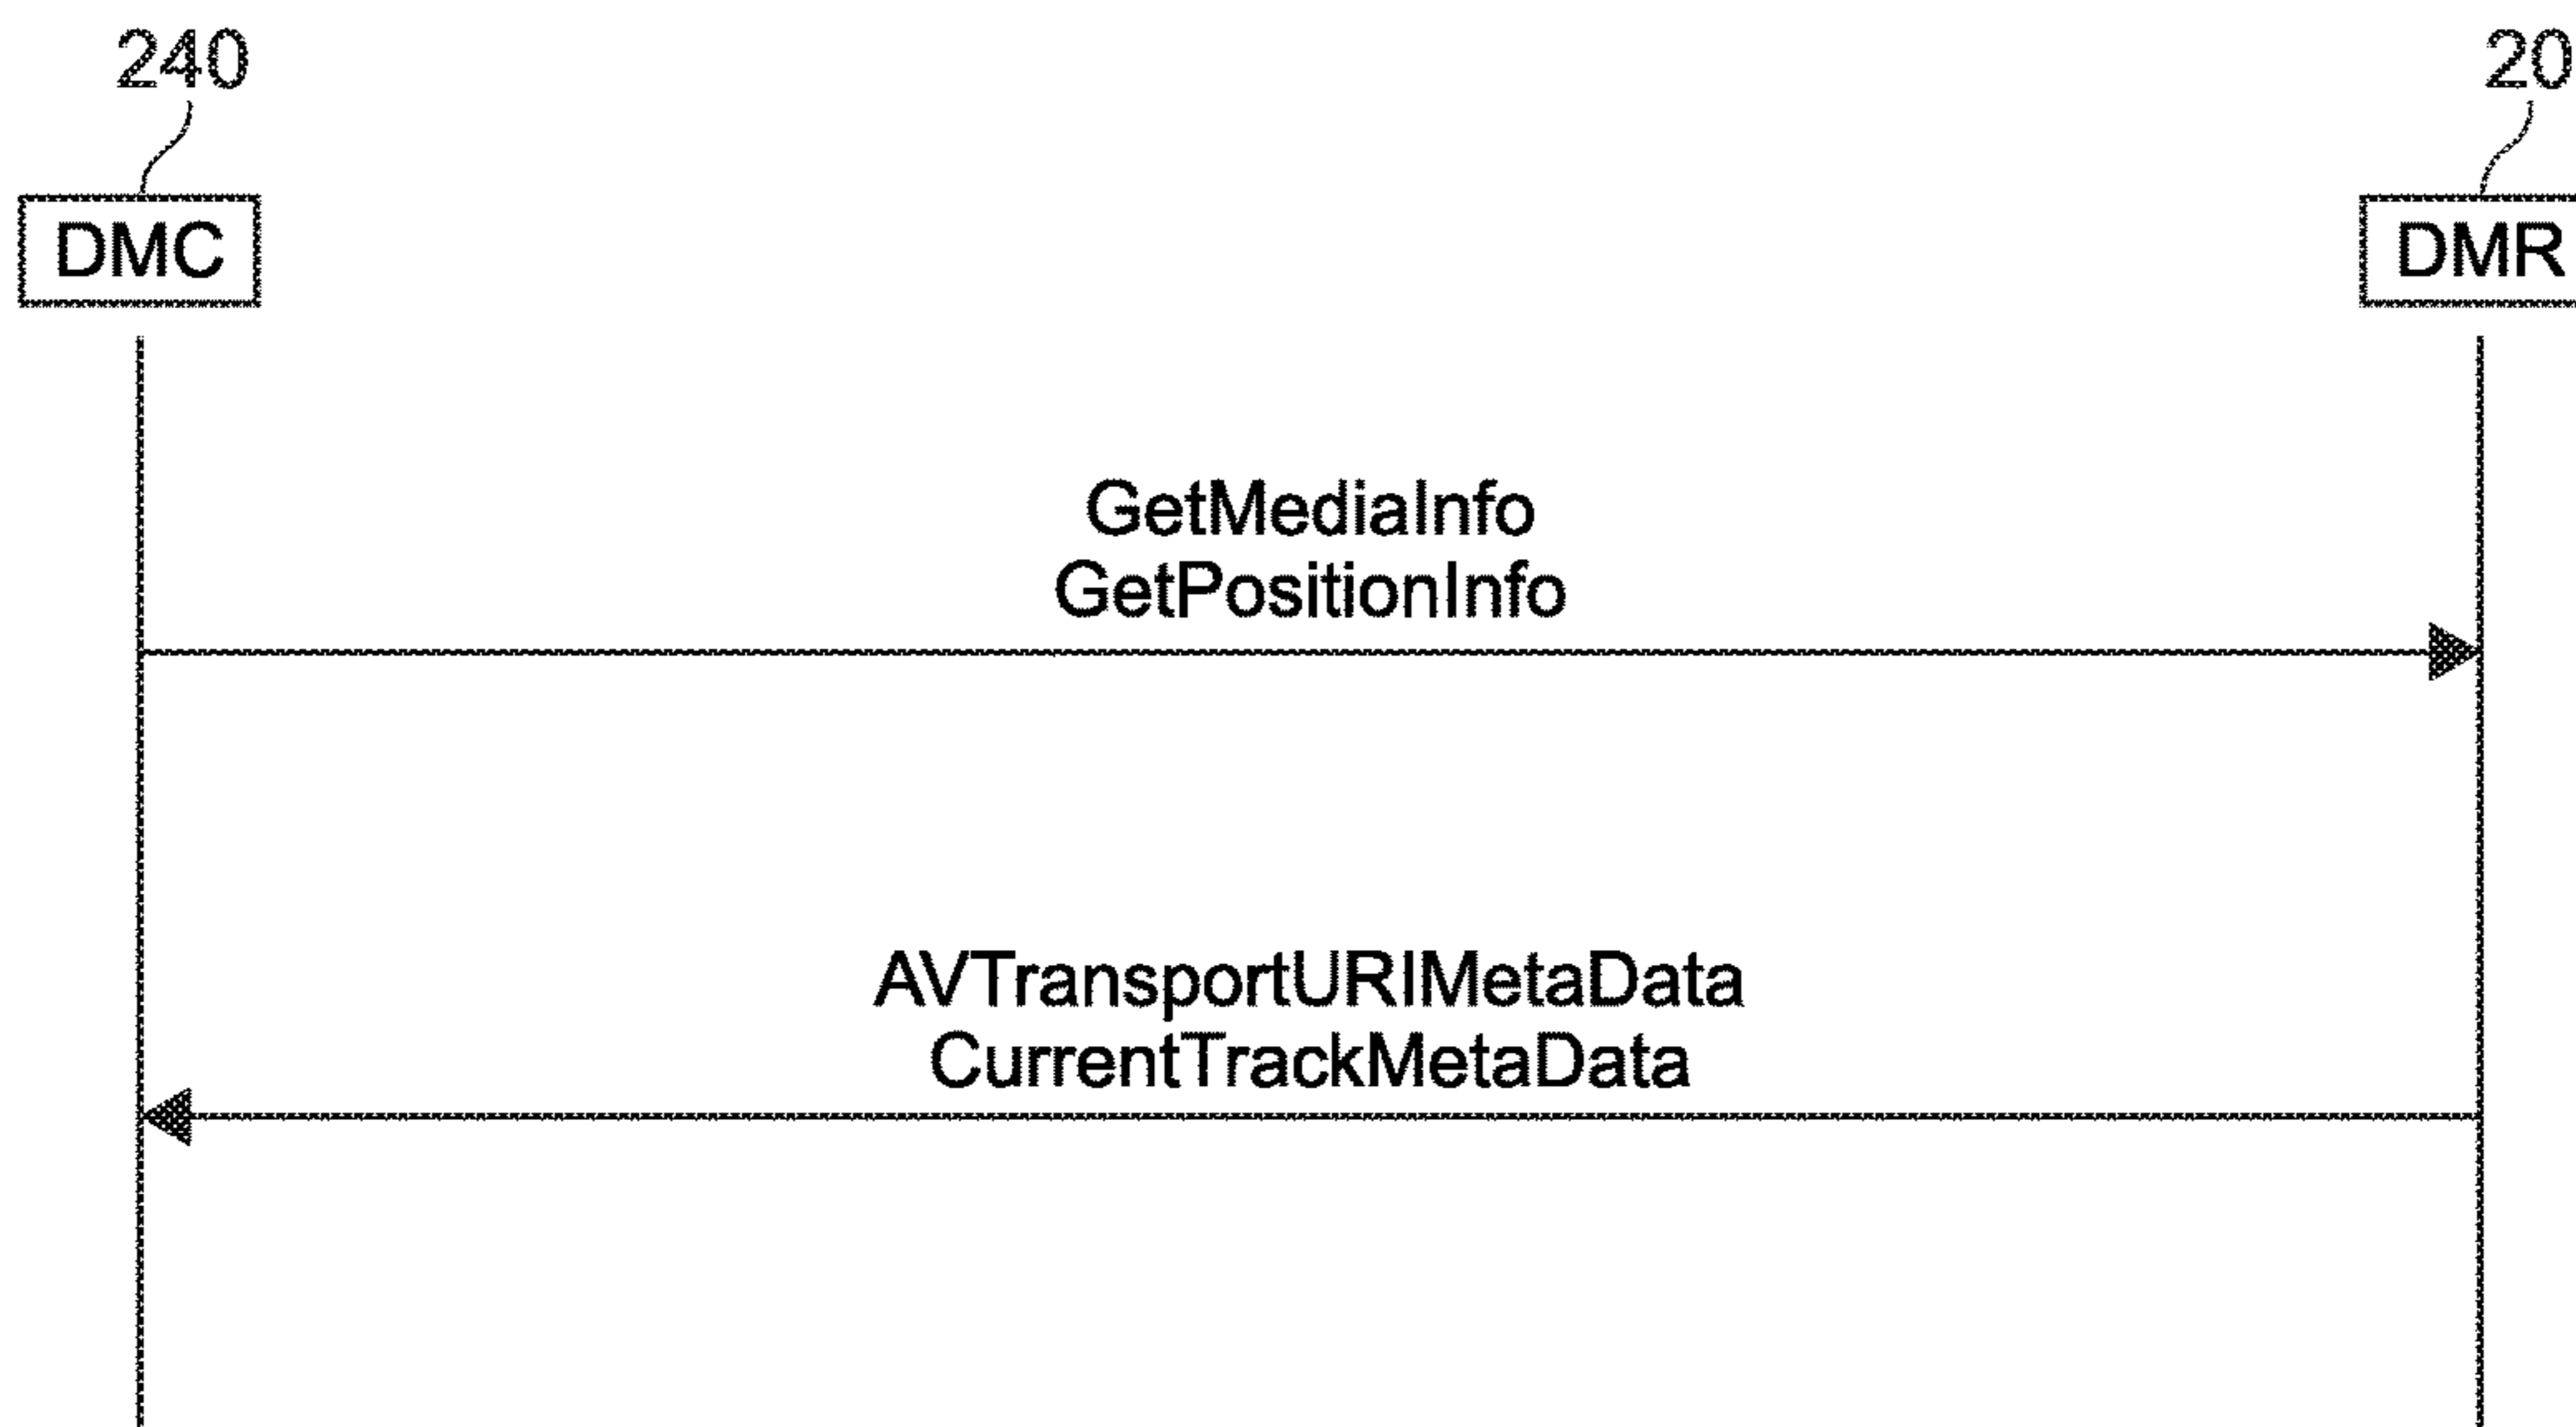 240
20
DMC
DMR
GetMediaInfo
GetPositionInfo
AVTransportURIMetaData
CurrentTrackMetaData